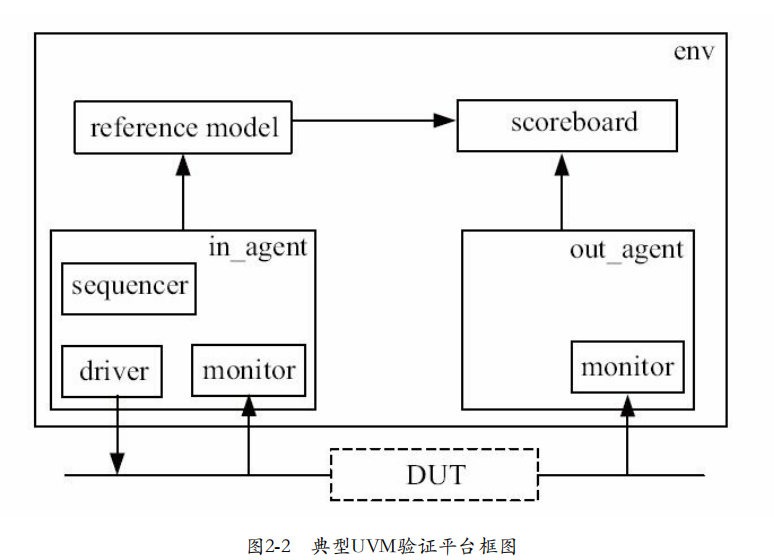 env
reference model
scoreboard
in_agent
out_agent
sequencer
driver
monitor
monitor
DUT
图2-2 典型UVM验证平台框图